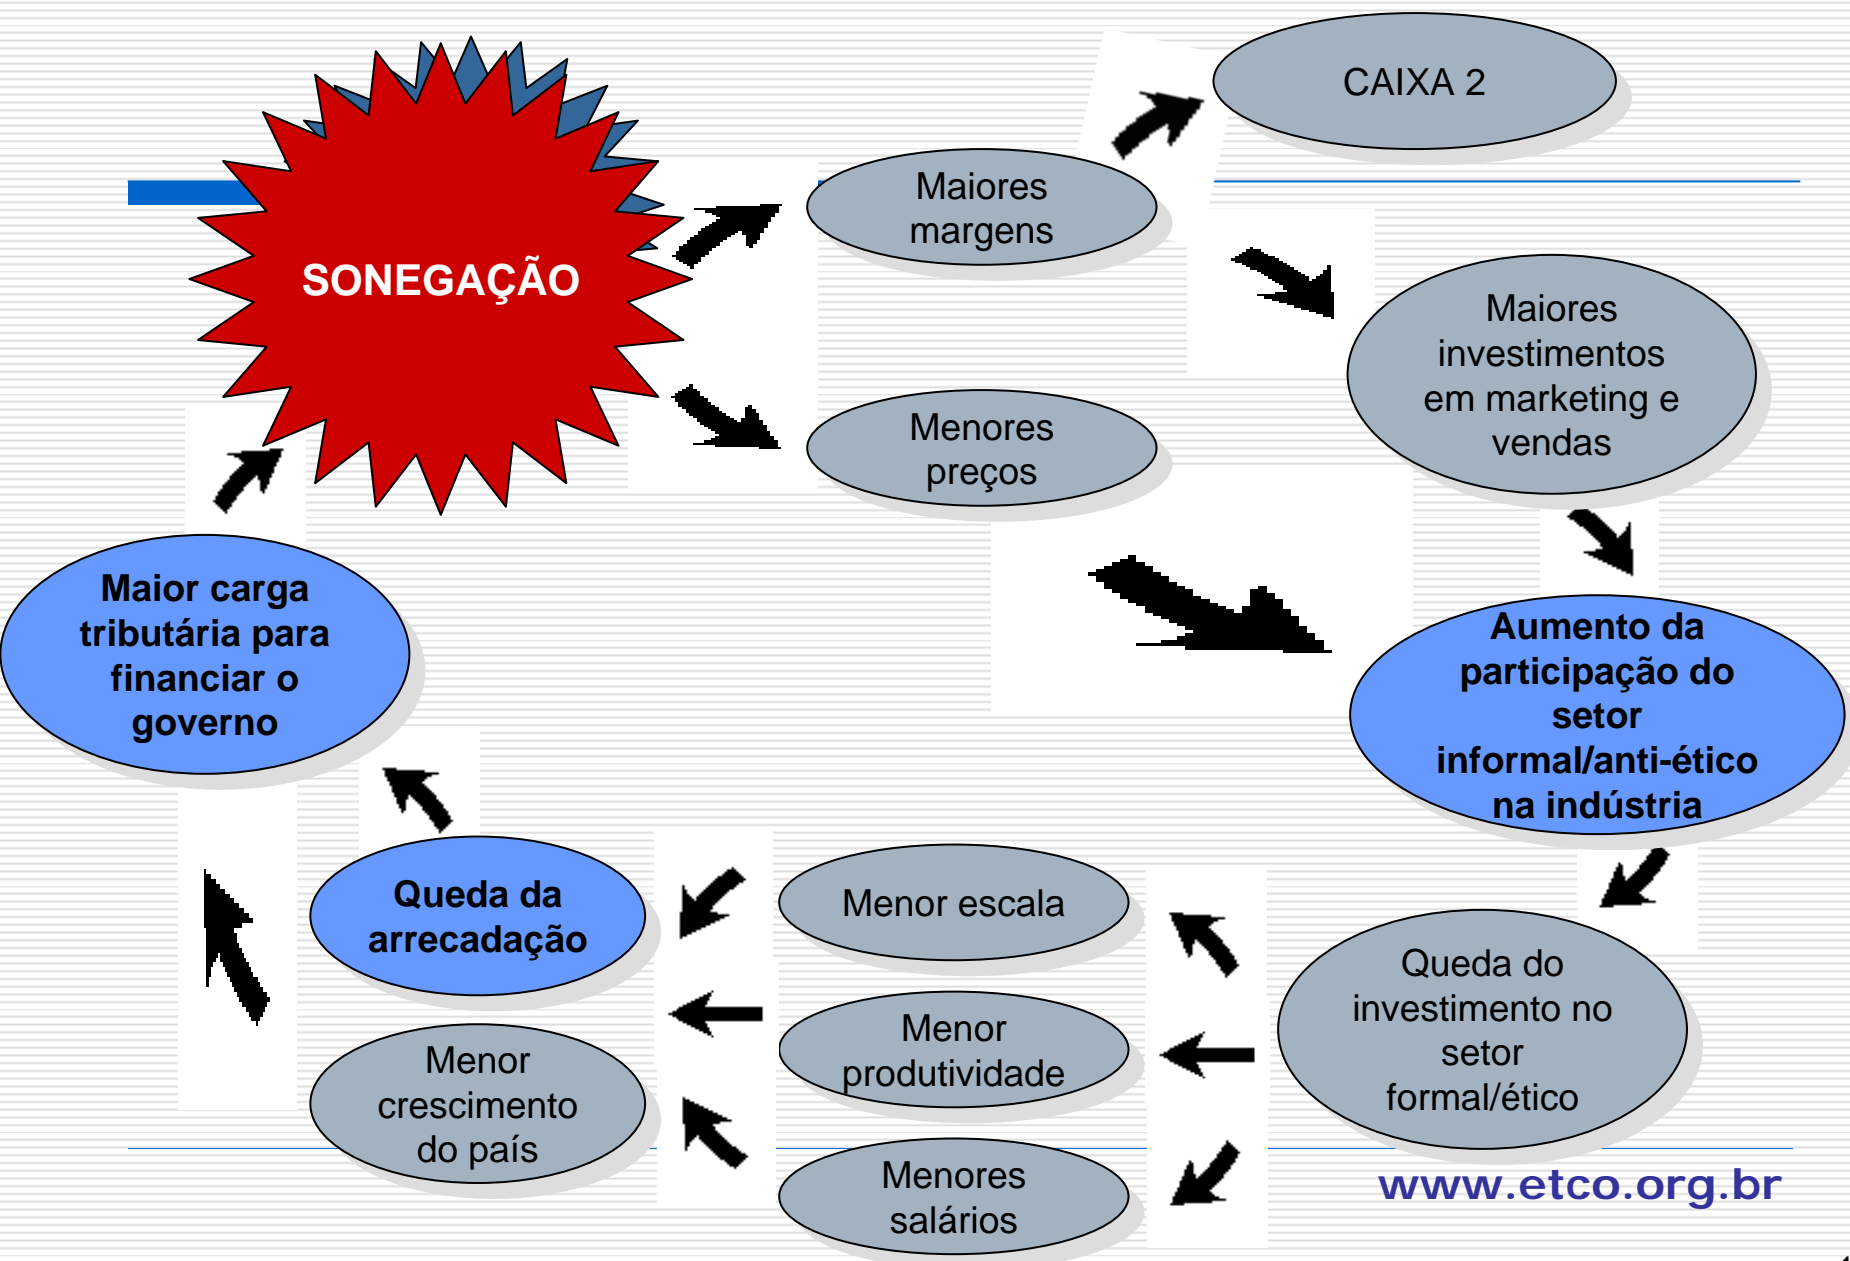 CAIXA 2
Maiores
margens
SONEGAÇÃO
Maiores
investimentos
em marketing e
vendas
Menores
preços
Maior carga
tributária para
financiar o
governo
Aumento da
participação do
setor
informal/anti-ético
na indústria
Queda da
arrecadação
Menor escala
Queda do
investimento no
setor
formal/ético
Menor
produtividade
Menor
crescimento
do país
Menores
salários
www.etco.org.br